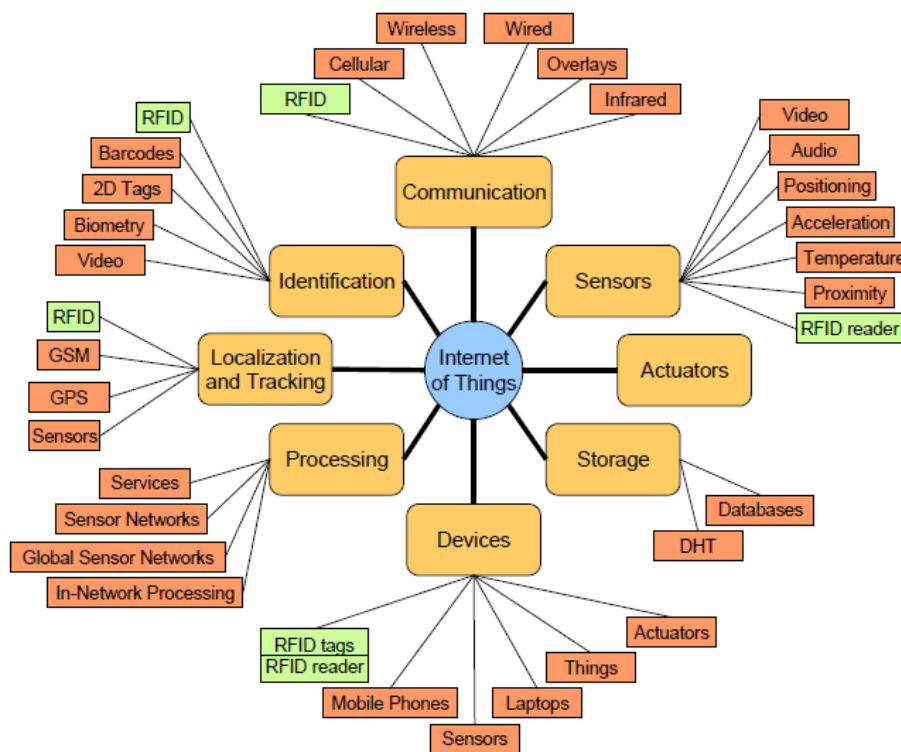 Wireless
Wired
Cellular
Overlays
RFID
Infrared
Communication
RFID
Barcodes
2D Tags
Biometry
Video
Identification
Video
Audio
Positioning
Acceleration
Temperature
Proximity
RFID reader
Sensors
RFID
GSM
GPS
Sensors
Localization
and Tracking
Internet
of Things
Actuators
Processing
Services
Sensor Networks
Global Sensor Networks
In-Network Processing
Storage
Databases
DHT
Devices
RFID tags
RFID reader
Mobile Phones
Sensors
Laptops
Things
Actuators